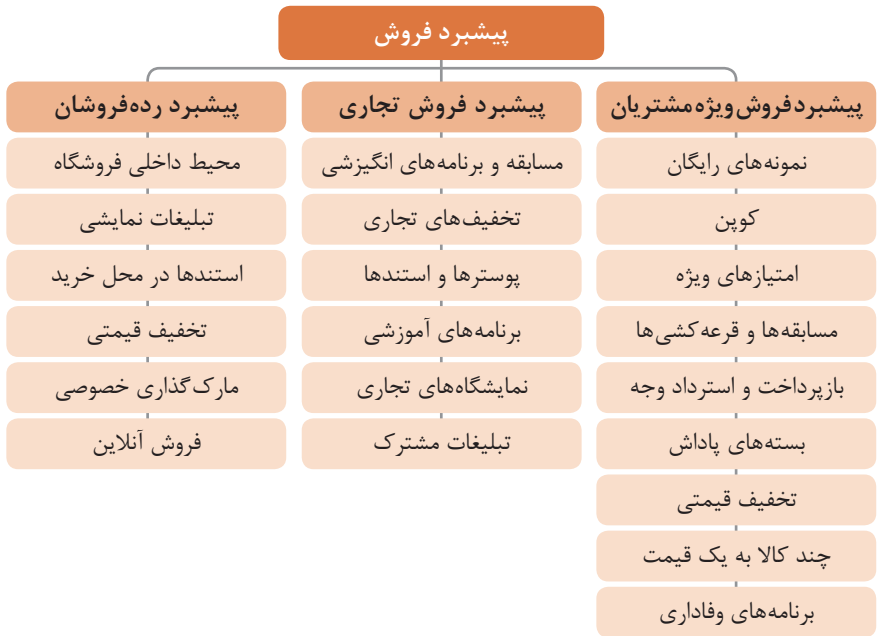 پیشبرد فروش
پیشبرد فروش ویژه مشتریان
نمونه‌های رایگان
کوپن
امتیازهای ویژه
مسابقه‌ها و قرعه‌کشی‌ها
بازپرداخت و استرداد وجه
بسته‌های پاداش
تخفیف قیمتی
چند کالا به یک قیمت
برنامه‌های وفاداری
پیشبرد فروش تجاری
مسابقه و برنامه‌های انگیزشی
تخفیف‌های تجاری
پوسترها و استندها
برنامه‌های آموزشی
نمایشگاه‌های تجاری
تبلیغات مشترک
پیشبرد رده‌فروشان
محیط داخلی فروشگاه
تبلیغات نمایشی
استندها در محل خرید
تخفیف قیمتی
مارک‌گذاری خصوصی
فروش آنلاین